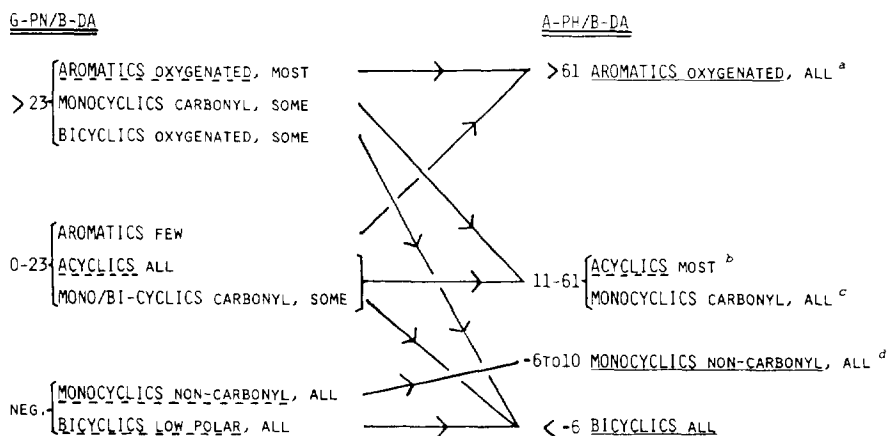 G-PN/B-DA
A-PH/B-DA
AROMATICS OXYGENATED, MOST
>23 MONOCYCLICS CARBONYL, SOME
BICYCLICS OXYGENATED, SOME
>61 AROMATICS OXYGENATED, ALL a
AROMATICS FEW
0-23 ACYCLICS ALL
MONO/BI-CYCLICS CARBONYL, SOME
11-61 ACYCLICS MOST b
MONOCYCLICS CARBONYL, ALL c
-6TO10 MONOCYCLICS NON-CARBONYL, ALL d
NEG. MONOCYCLICS NON-CARBONYL, ALL
BICYCLICS LOW POLAR, ALL
< -6 BICYCLICS ALL